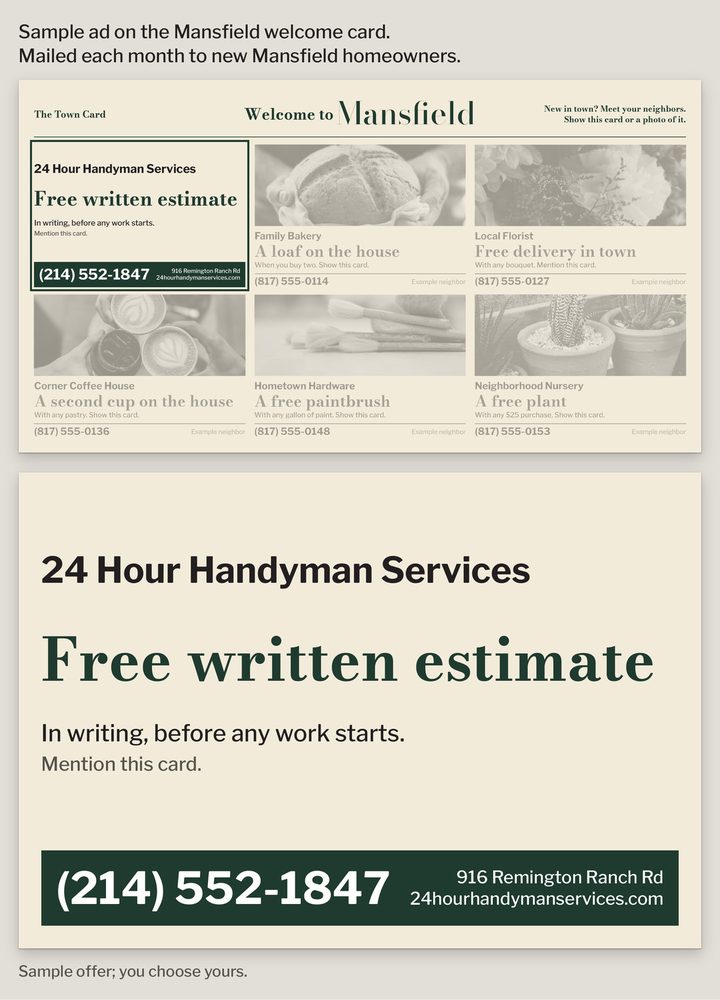 Sample ad on the Mansfield welcome card.
Mailed each month to new Mansfield homeowners.
The Town Card
Welcome to Mansfield
New in town? Meet your neighbors.
Show this card or a photo of it.
24 Hour Handyman Services
Free written estimate
In writing, before any work starts.
Mention this card.
(214) 552-1847
916 Remington Ranch Rd
24hourhandymanservices.com
Family Bakery
A loaf on the house
When you buy two. Show this card.
(817) 555-0114
Example neighbor
Local Florist
Free delivery in town
With any bouquet. Mention this card.
(817) 555-0127
Example neighbor
Corner Coffee House
A second cup on the house
With any pastry. Show this card.
(817) 555-0136
Example neighbor
Hometown Hardware
A free paintbrush
With any gallon of paint. Show this card.
(817) 555-0148
Example neighbor
Neighborhood Nursery
A free plant
With any $25 purchase. Show this card.
(817) 555-0153
Example neighbor
24 Hour Handyman Services
Free written estimate
In writing, before any work starts.
Mention this card.
(214) 552-1847
916 Remington Ranch Rd
24hourhandymanservices.com
Sample offer; you choose yours.